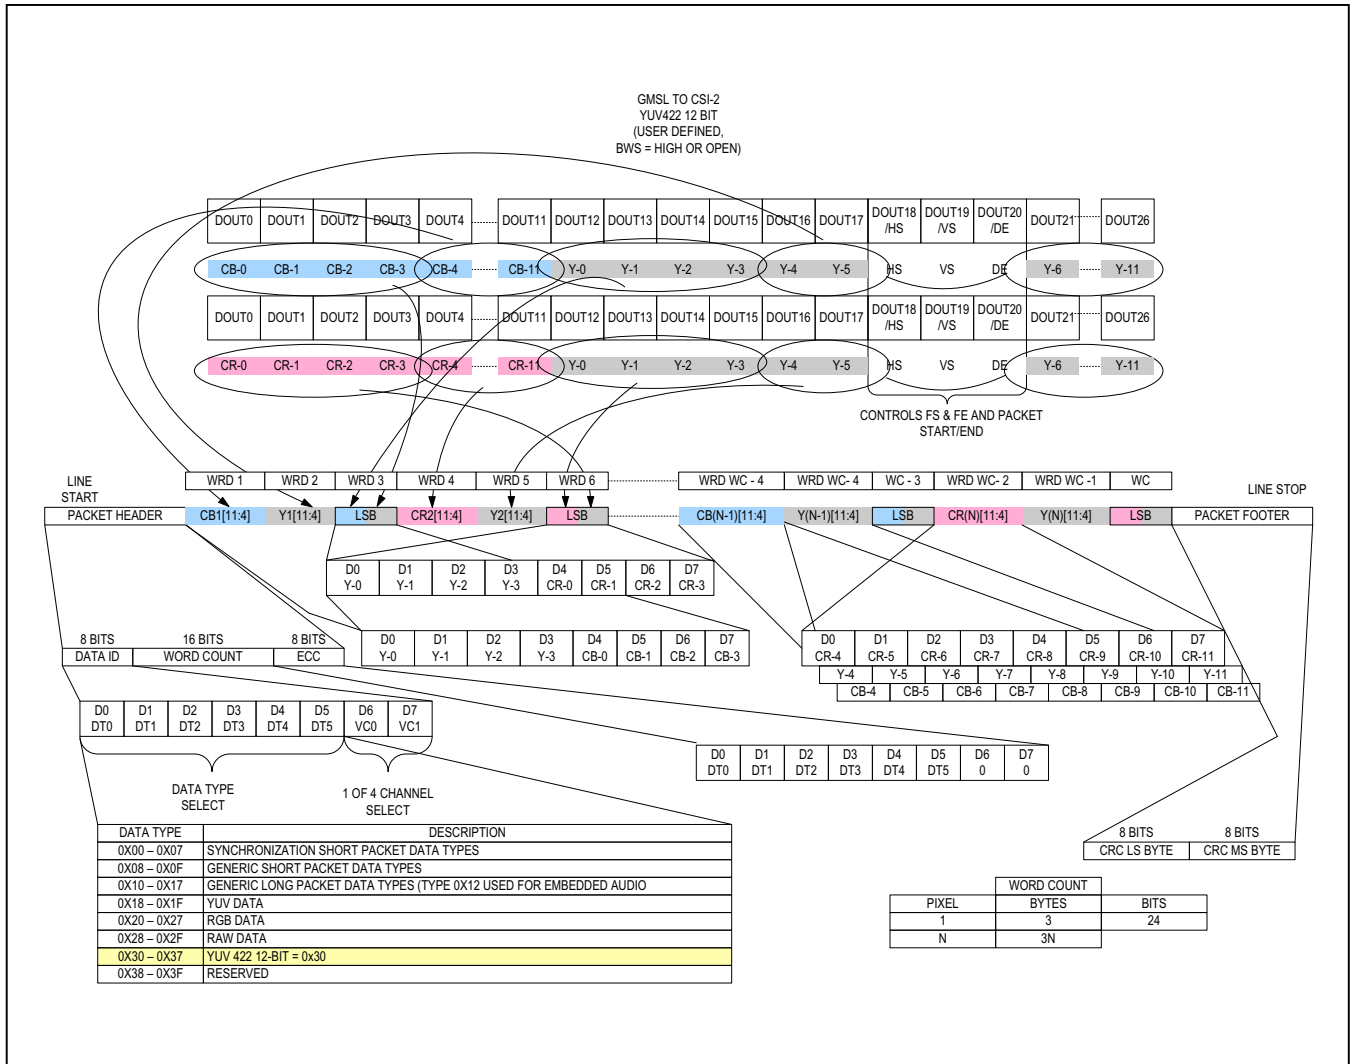 GMSL TO CSI-2
YUV422 12 BIT
(USER DEFINED,
BWS = HIGH OR OPEN)
DOUT0 DOUT1 DOUT2 DOUT3 DOUT4 DOUT11 DOUT12 DOUT13 DOUT14 DOUT15 DOUT16 DOUT17 DOUT18 /HS DOUT19 /VS DOUT20 /DE DOUT21 DOUT26
CB-0 CB-1 CB-2 CB-3 CB-4 CB-11 Y-0 Y-1 Y-2 Y-3 Y-4 Y-5 HS VS DE Y-6 Y-11
DOUT0 DOUT1 DOUT2 DOUT3 DOUT4 DOUT11 DOUT12 DOUT13 DOUT14 DOUT15 DOUT16 DOUT17 DOUT18 /HS DOUT19 /VS DOUT20 /DE DOUT21 DOUT26
CR-0 CR-1 CR-2 CR-3 CR-4 CR-11 Y-0 Y-1 Y-2 Y-3 Y-4 Y-5 HS VS DE Y-6 Y-11
CONTROLS FS & FE AND PACKET
START/END
LINE
START
WRD 1 WRD 2 WRD 3 WRD 4 WRD 5 WRD 6 WRD WC - 4 WRD WC- 4 WC - 3 WRD WC- 2 WRD WC -1 WC
LINE STOP
PACKET HEADER CB1[11:4] Y1[11:4] LSB CR2[11:4] Y2[11:4] LSB CB(N-1)[11:4] Y(N-1)[11:4] LSB CR(N)[11:4] Y(N)[11:4] LSB PACKET FOOTER
D0 D1 D2 D3 D4 D5 D6 D7
Y-0 Y-1 Y-2 Y-3 CR-0 CR-1 CR-2 CR-3
D0 D1 D2 D3 D4 D5 D6 D7
Y-0 Y-1 Y-2 Y-3 CB-0 CB-1 CB-2 CB-3
D0 D1 D2 D3 D4 D5 D6 D7
CR-4 CR-5 CR-6 CR-7 CR-8 CR-9 CR-10 CR-11
Y-4 Y-5 Y-6 Y-7 Y-8 Y-9 Y-10 Y-11
CB-4 CB-5 CB-6 CB-7 CB-8 CB-9 CB-10 CB-11
8 BITS 16 BITS 8 BITS
DATA ID WORD COUNT ECC
D0 D1 D2 D3 D4 D5 D6 D7
DT0 DT1 DT2 DT3 DT4 DT5 VC0 VC1
D0 D1 D2 D3 D4 D5 D6 D7
DT0 DT1 DT2 DT3 DT4 DT5 0 0
DATA TYPE
SELECT
1 OF 4 CHANNEL
SELECT
DATA TYPE DESCRIPTION
0X00 – 0X07 SYNCHRONIZATION SHORT PACKET DATA TYPES
0X08 – 0X0F GENERIC SHORT PACKET DATA TYPES
0X10 – 0X17 GENERIC LONG PACKET DATA TYPES (TYPE 0X12 USED FOR EMBEDDED AUDIO
0X18 – 0X1F YUV DATA
0X20 – 0X27 RGB DATA
0X28 – 0X2F RAW DATA
0X30 – 0X37 YUV 422 12-BIT = 0x30
0X38 – 0X3F RESERVED
8 BITS 8 BITS
CRC LS BYTE CRC MS BYTE
WORD COUNT
PIXEL BYTES BITS
1 3 24
N 3N